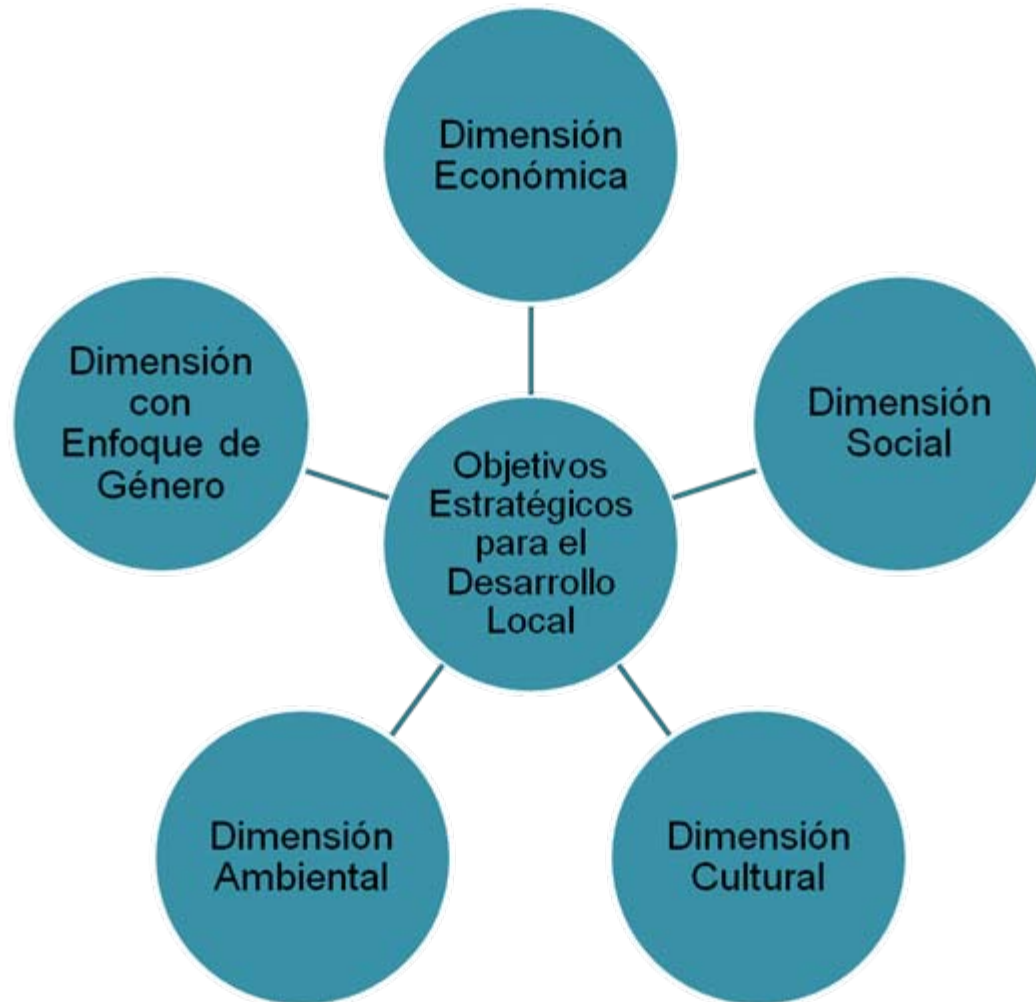 Dimensión
Económica
Dimensión
con
Enfoque de
Género
Dimensión
Social
Objetivos
Estratégicos
para el
Desarrollo
Local
Dimensión
Ambiental
Dimensión
Cultural